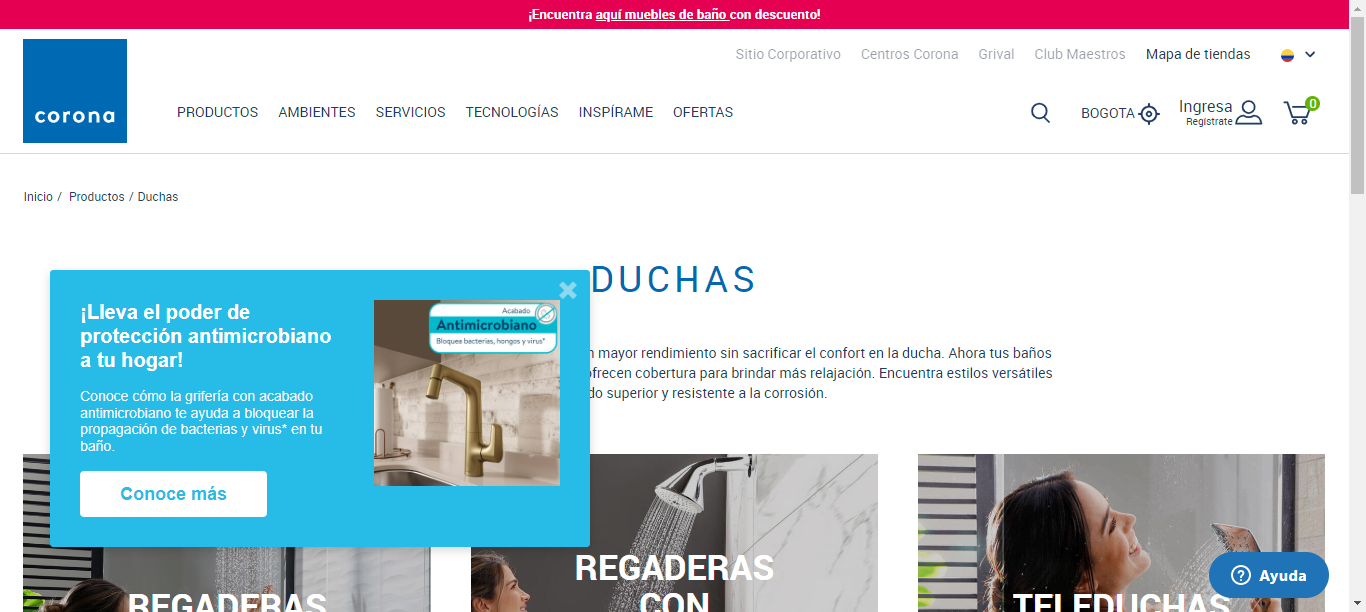 ¡Encuentra aquí muebles de baño con descuento!
Sitio Corporativo Centros Corona Grival Club Maestros Mapa de tiendas
corona
PRODUCTOS AMBIENTES SERVICIOS TECNOLOGÍAS INSPÍRAME OFERTAS
BOGOTA
Ingresa
Regístrate
0
Inicio / Productos / Duchas
DUCHAS
¡Lleva el poder de
protección antimicrobiano
a tu hogar!
Conoce cómo la grifería con acabado
antimicrobiano te ayuda a bloquear la
propagación de bacterias y virus* en tu
baño.
Conoce más
Acabado
Antimicrobiano
Bloquea bacterias, hongos y virus*
mayor rendimiento sin sacrificar el confort en la ducha. Ahora tus baños
ofrecen cobertura para brindar más relajación. Encuentra estilos versátiles
do superior y resistente a la corrosión.
REGADERAS
REGADERAS
CON
TELEDUCHAS
Ayuda